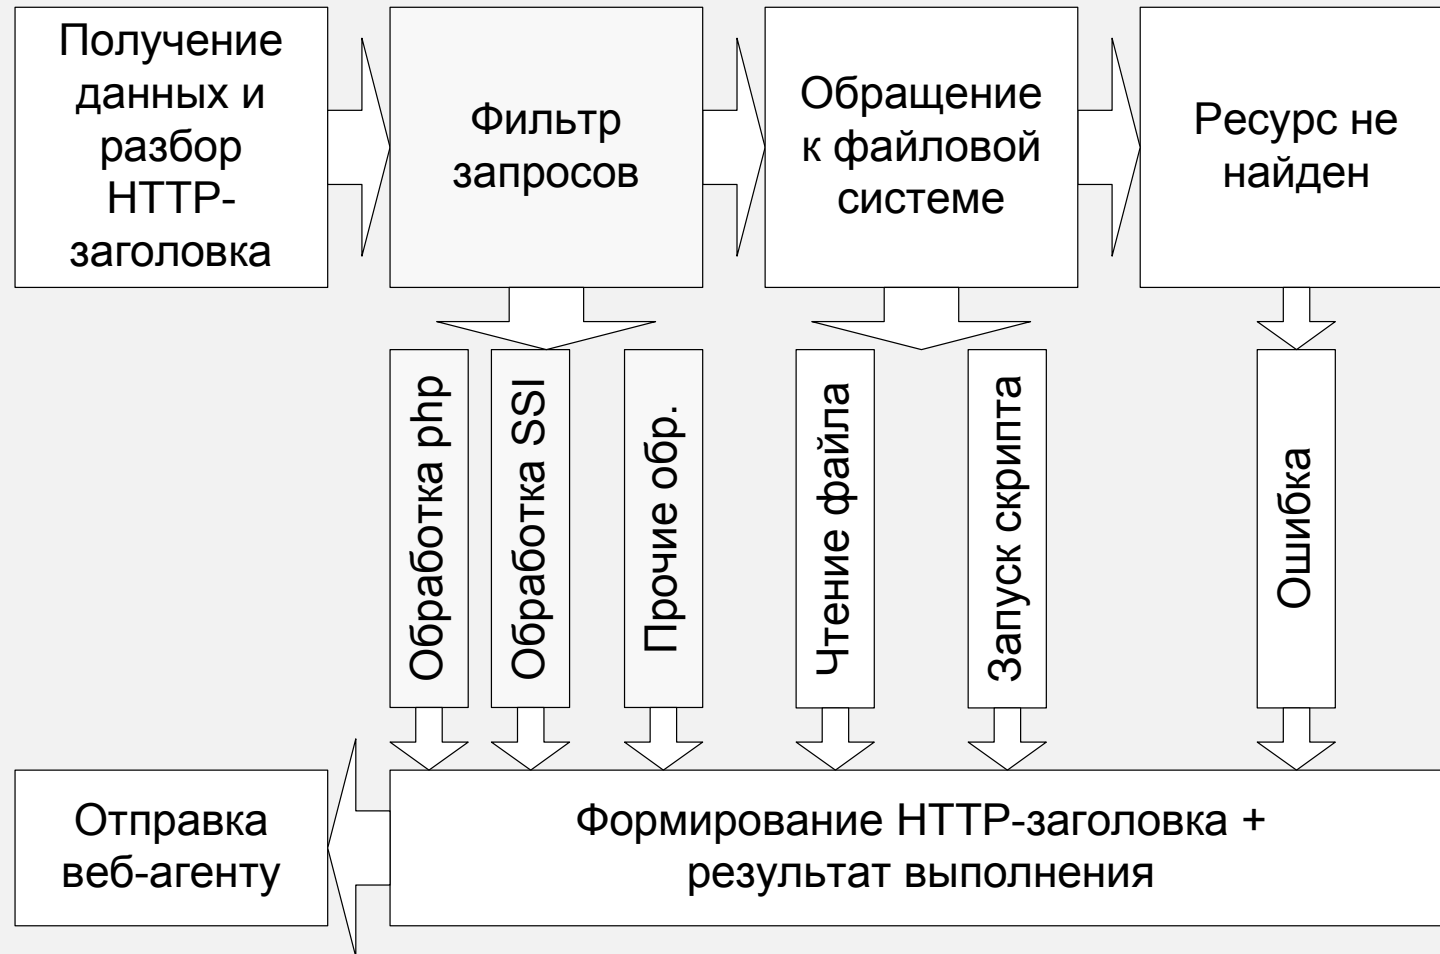 Получение
данных и
разбор
HTTP-
заголовка
Фильтр
запросов
Обращение
к файловой
системе
Ресурс не
найден
Обработка php
Обработка SSI
Прочие обр.
Чтение файла
Запуск скрипта
Ошибка
Отправка
веб-агенту
Формирование HTTP-заголовка +
результат выполнения